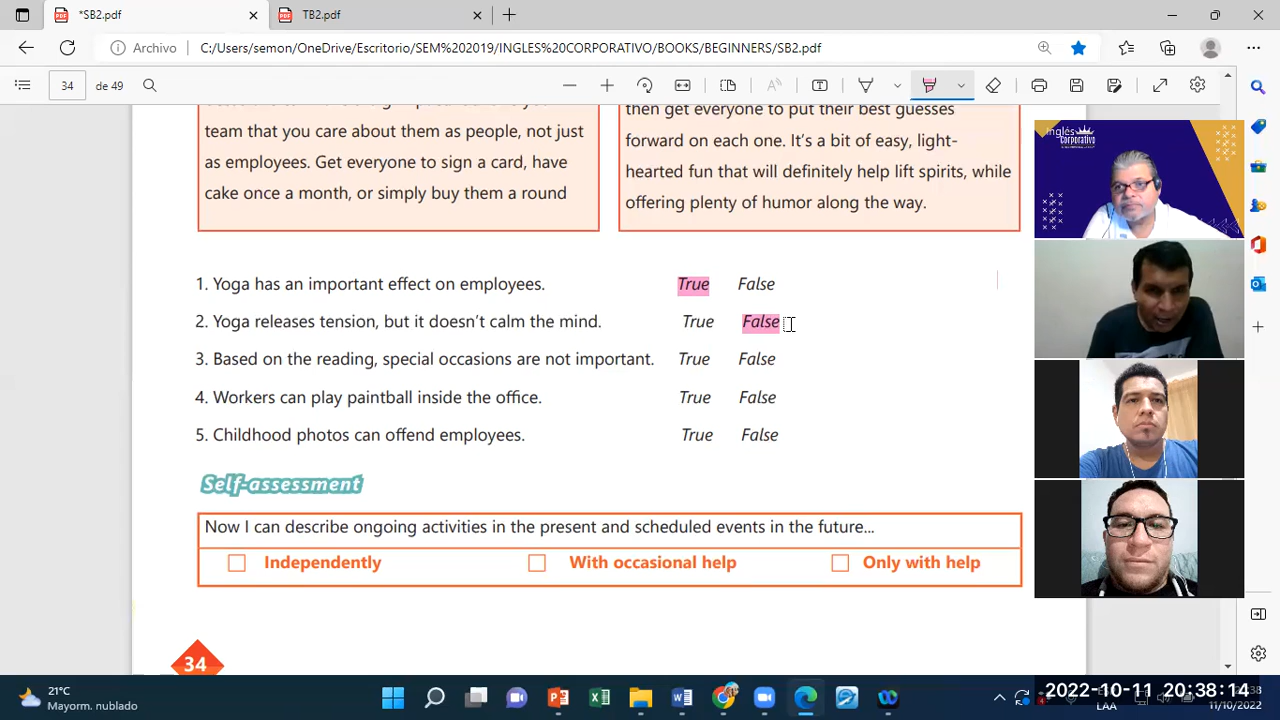 *SB2.pdf
TB2.pdf
Archivo
C:/Users/semon/OneDrive/Escritorio/SEM%202019/INGLES%20CORPORATIVO/BOOKS/BEGINNERS/SB2.pdf
34
de 49
team that you care about them as people, not just
as employees. Get everyone to sign a card, have
cake once a month, or simply buy them a round
then get everyone to put their best guesses
forward on each one. It's a bit of easy, light-
hearted fun that will definitely help lift spirits, while
offering plenty of humor along the way.
Inglés
Corporativo
1. Yoga has an important effect on employees. True False
2. Yoga releases tension, but it doesn't calm the mind. True False
3. Based on the reading, special occasions are not important. True False
4. Workers can play paintball inside the office. True False
5. Childhood photos can offend employees. True False
Self-assessment
Now I can describe ongoing activities in the present and scheduled events in the future...
Independently With occasional help Only with help
34
21°C
Mayorm. nublado
LAA
2022-10-11 20:38:14
11/10/2022